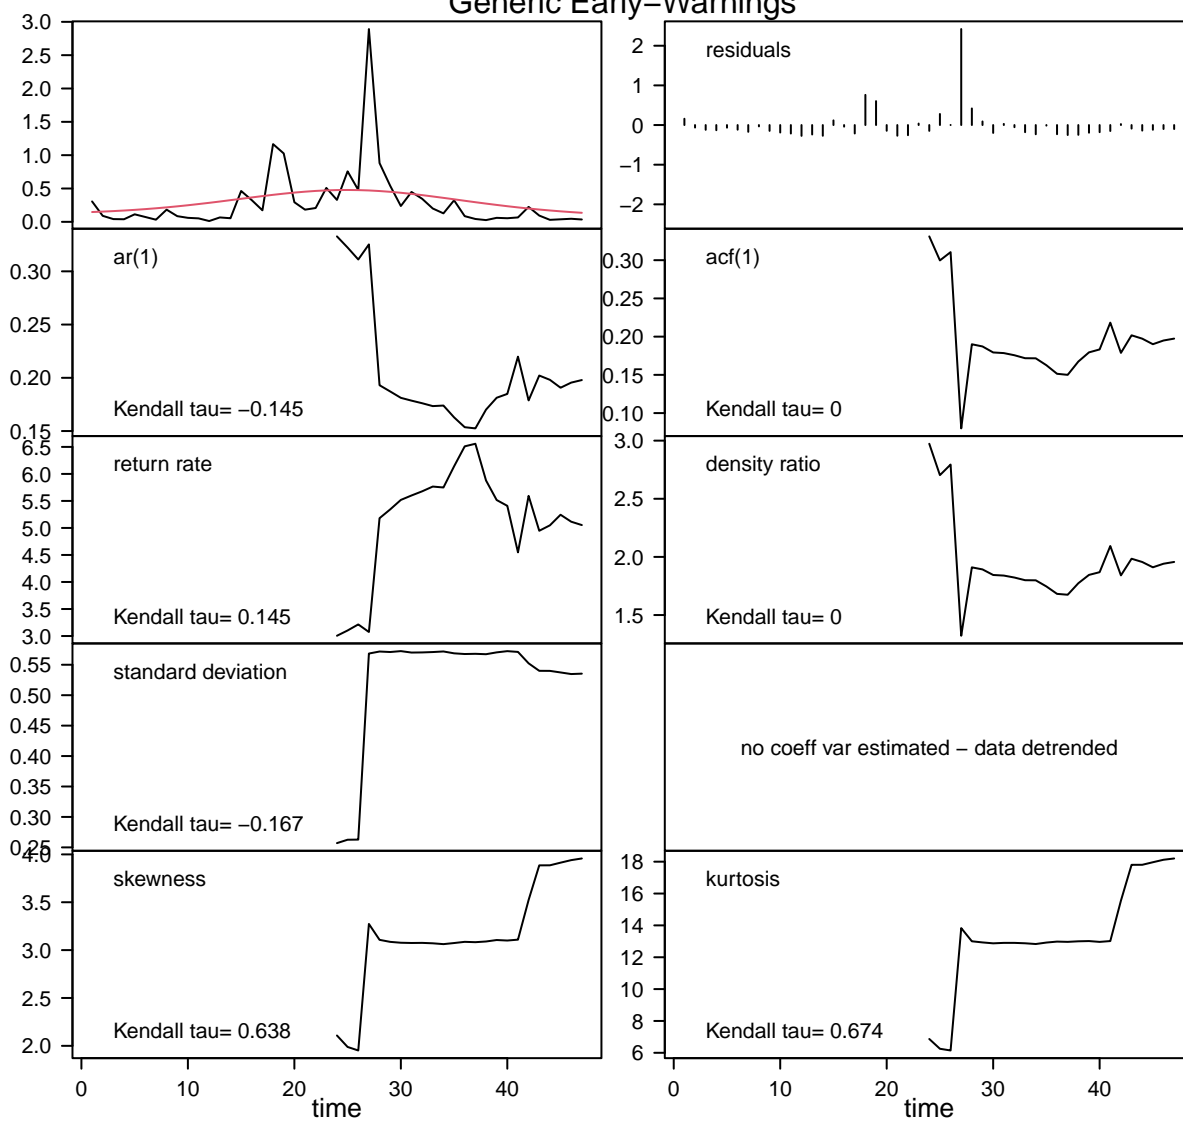 Generic Early−Warnings
3.0
2.5
2.0
1.5
1.0
0.5
0.0
residuals
2
1
0
−1
−2
ar(1)
0.30
0.25
0.20
0.15
Kendall tau= −0.145
acf(1)
0.30
0.25
0.20
0.15
0.10
Kendall tau= 0
return rate
6.5
6.0
5.5
5.0
4.5
4.0
3.5
3.0
Kendall tau= 0.145
density ratio
3.0
2.5
2.0
1.5
Kendall tau= 0
standard deviation
0.55
0.50
0.45
0.40
0.35
0.30
0.25
Kendall tau= −0.167
no coeff var estimated − data detrended
skewness
4.0
3.5
3.0
2.5
2.0
Kendall tau= 0.638
kurtosis
18
16
14
12
10
8
6
Kendall tau= 0.674
0 10 20 30 40
time
0 10 20 30 40
time